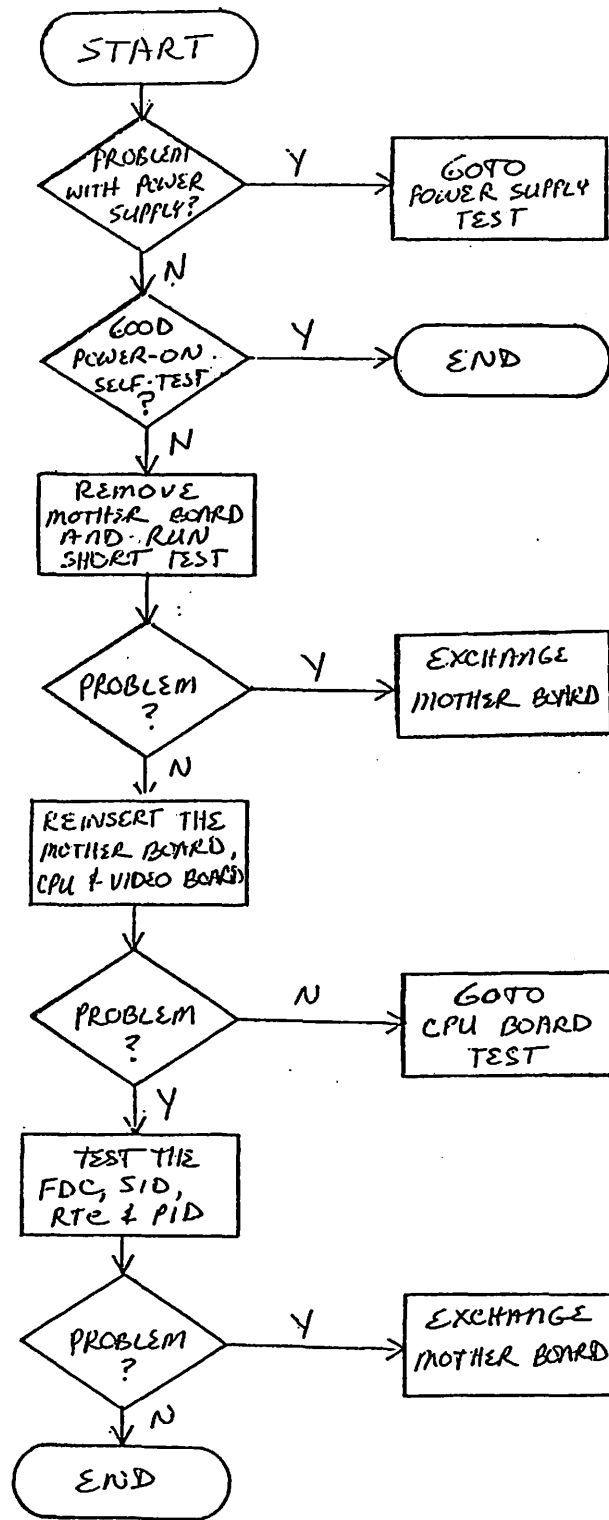 START
PROBLEM
WITH POWER
SUPPLY?
Y
GOTO
POWER SUPPLY
TEST
N
GOOD
POWER-ON
SELF-TEST
?
Y
END
N
REMOVE
MOTHER BOARD
AND RUN
SHORT TEST
PROBLEM
?
Y
EXCHANGE
MOTHER BOARD
N
REINSERT THE
MOTHER BOARD,
CPU & VIDEO BOARD
PROBLEM
?
N
GOTO
CPU BOARD
TEST
Y
TEST THE
FDC, SIO,
RTC & PIO
PROBLEM
?
Y
EXCHANGE
MOTHER BOARD
N
END